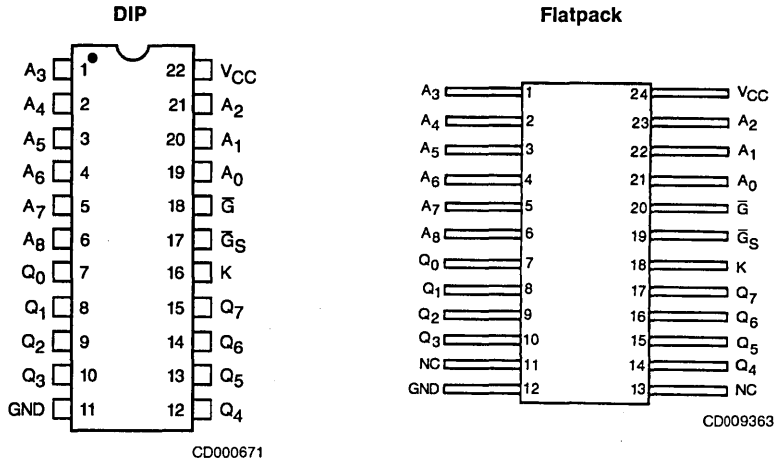 DIP
A3 1 22 VCC
A4 2 21 A2
A5 3 20 A1
A6 4 19 A0
A7 5 18 G̅
A8 6 17 G̅S
Q0 7 16 K
Q1 8 15 Q7
Q2 9 14 Q6
Q3 10 13 Q5
GND 11 12 Q4
CD000671
Flatpack
A3 1 24 VCC
A4 2 23 A2
A5 3 22 A1
A6 4 21 A0
A7 5 20 G̅
A8 6 19 G̅S
Q0 7 18 K
Q1 8 17 Q7
Q2 9 16 Q6
Q3 10 15 Q5
NC 11 14 Q4
GND 12 13 NC
CD009363